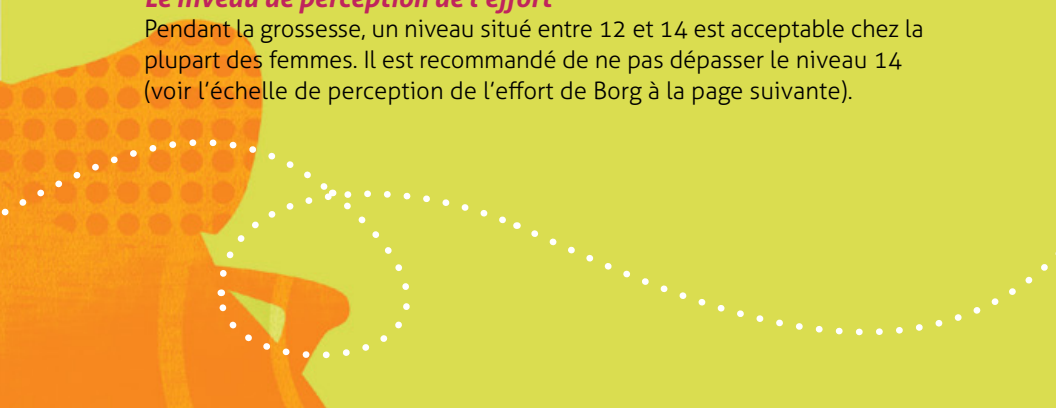 Le niveau de perception de l'effort
Pendant la grossesse, un niveau situé entre 12 et 14 est acceptable chez la
plupart des femmes. Il est recommandé de ne pas dépasser le niveau 14
(voir l'échelle de perception de l'effort de Borg à la page suivante).